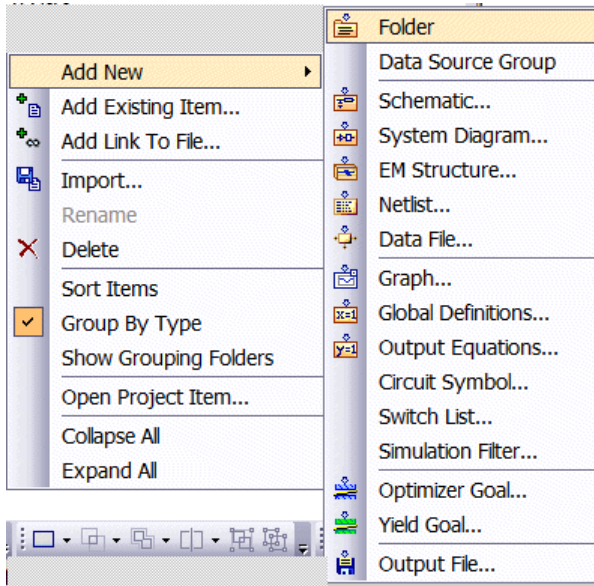 Add New
Add Existing Item...
Add Link To File...
Import...
Rename
Delete
Sort Items
Group By Type
Show Grouping Folders
Open Project Item...
Collapse All
Expand All
Folder
Data Source Group
Schematic...
System Diagram...
EM Structure...
Netlist...
Data File...
Graph...
Global Definitions...
Output Equations...
Circuit Symbol...
Switch List...
Simulation Filter...
Optimizer Goal...
Yield Goal...
Output File...